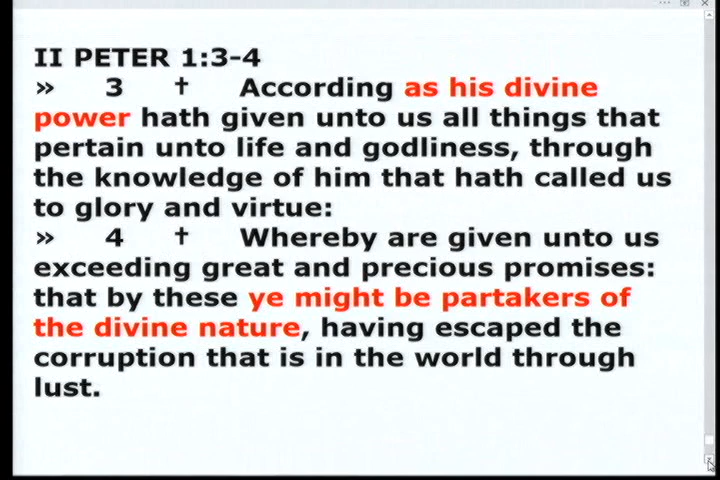 II PETER 1:3-4
» 3 † According as his divine
power hath given unto us all things that
pertain unto life and godliness, through
the knowledge of him that hath called us
to glory and virtue:
» 4 † Whereby are given unto us
exceeding great and precious promises:
that by these ye might be partakers of
the divine nature, having escaped the
corruption that is in the world through
lust.